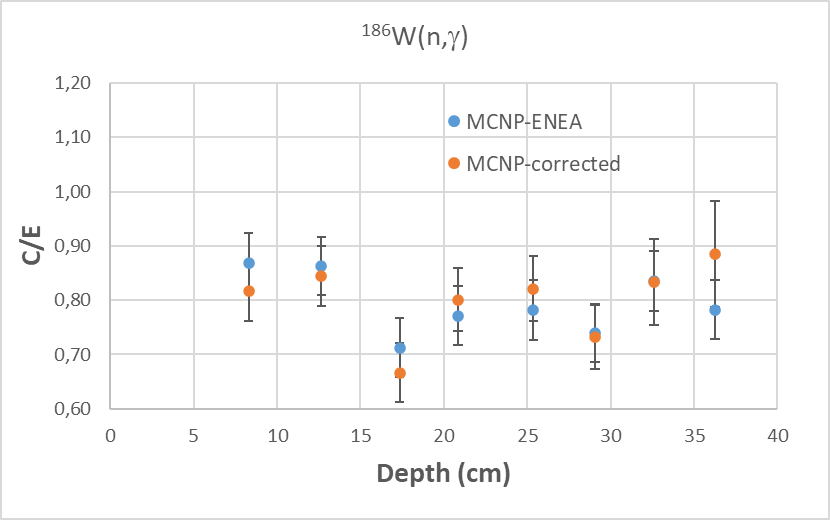 ¹⁸⁶W(n,γ)
1,20
1,10
1,00
0,90
0,80
0,70
0,60
C/E
MCNP-ENEA
MCNP-corrected
0 5 10 15 20 25 30 35 40
Depth (cm)